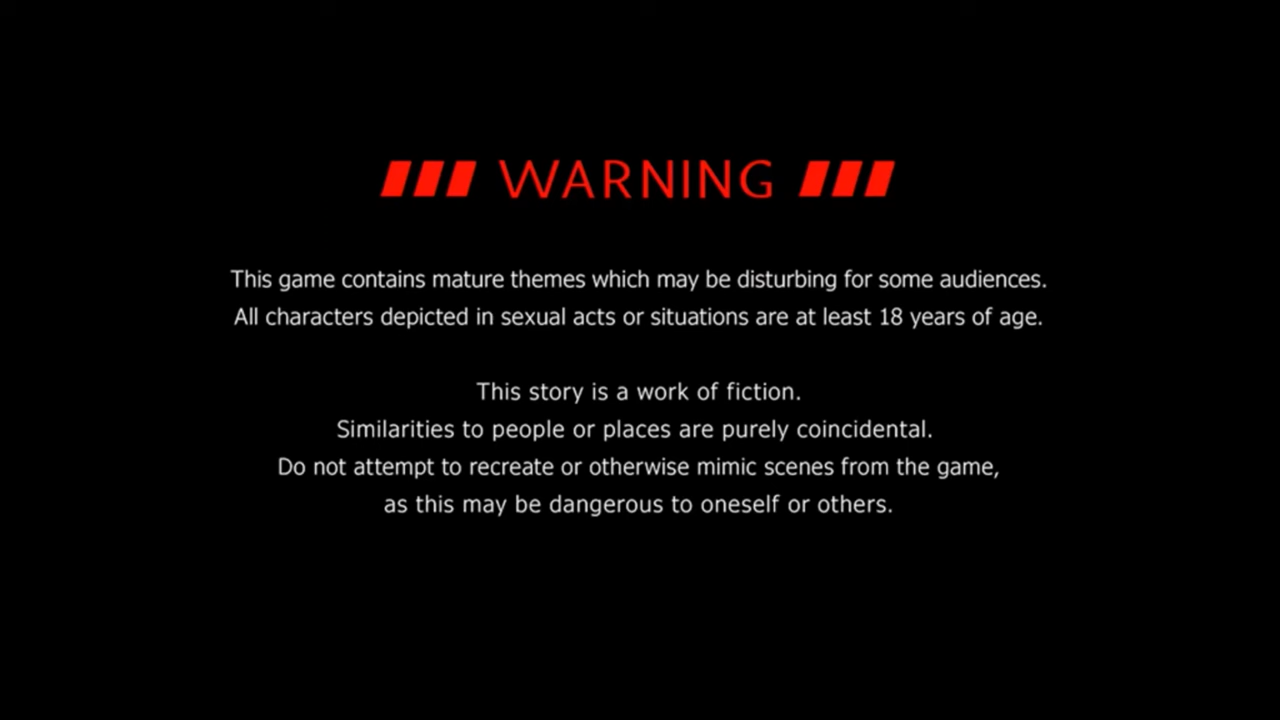 WARNING
This game contains mature themes which may be disturbing for some audiences.
All characters depicted in sexual acts or situations are at least 18 years of age.
This story is a work of fiction.
Similarities to people or places are purely coincidental.
Do not attempt to recreate or otherwise mimic scenes from the game,
as this may be dangerous to oneself or others.